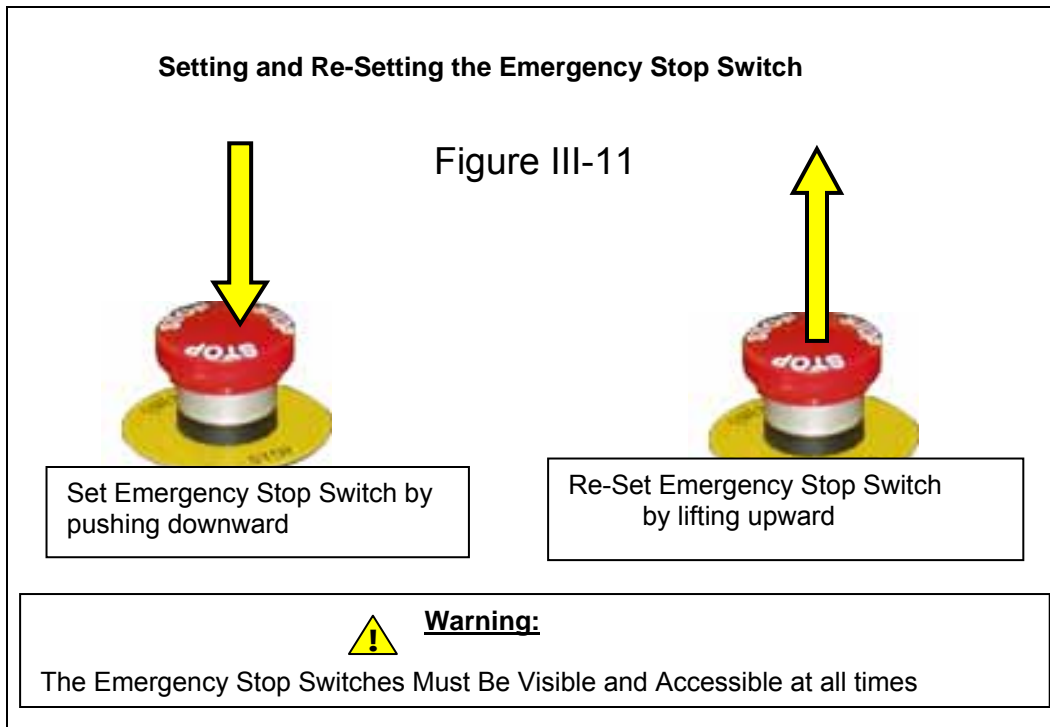 Setting and Re-Setting the Emergency Stop Switch
Figure III-11
STOP
STOP
STOP
Set Emergency Stop Switch by
pushing downward
Re-Set Emergency Stop Switch
by lifting upward
Warning:
The Emergency Stop Switches Must Be Visible and Accessible at all times